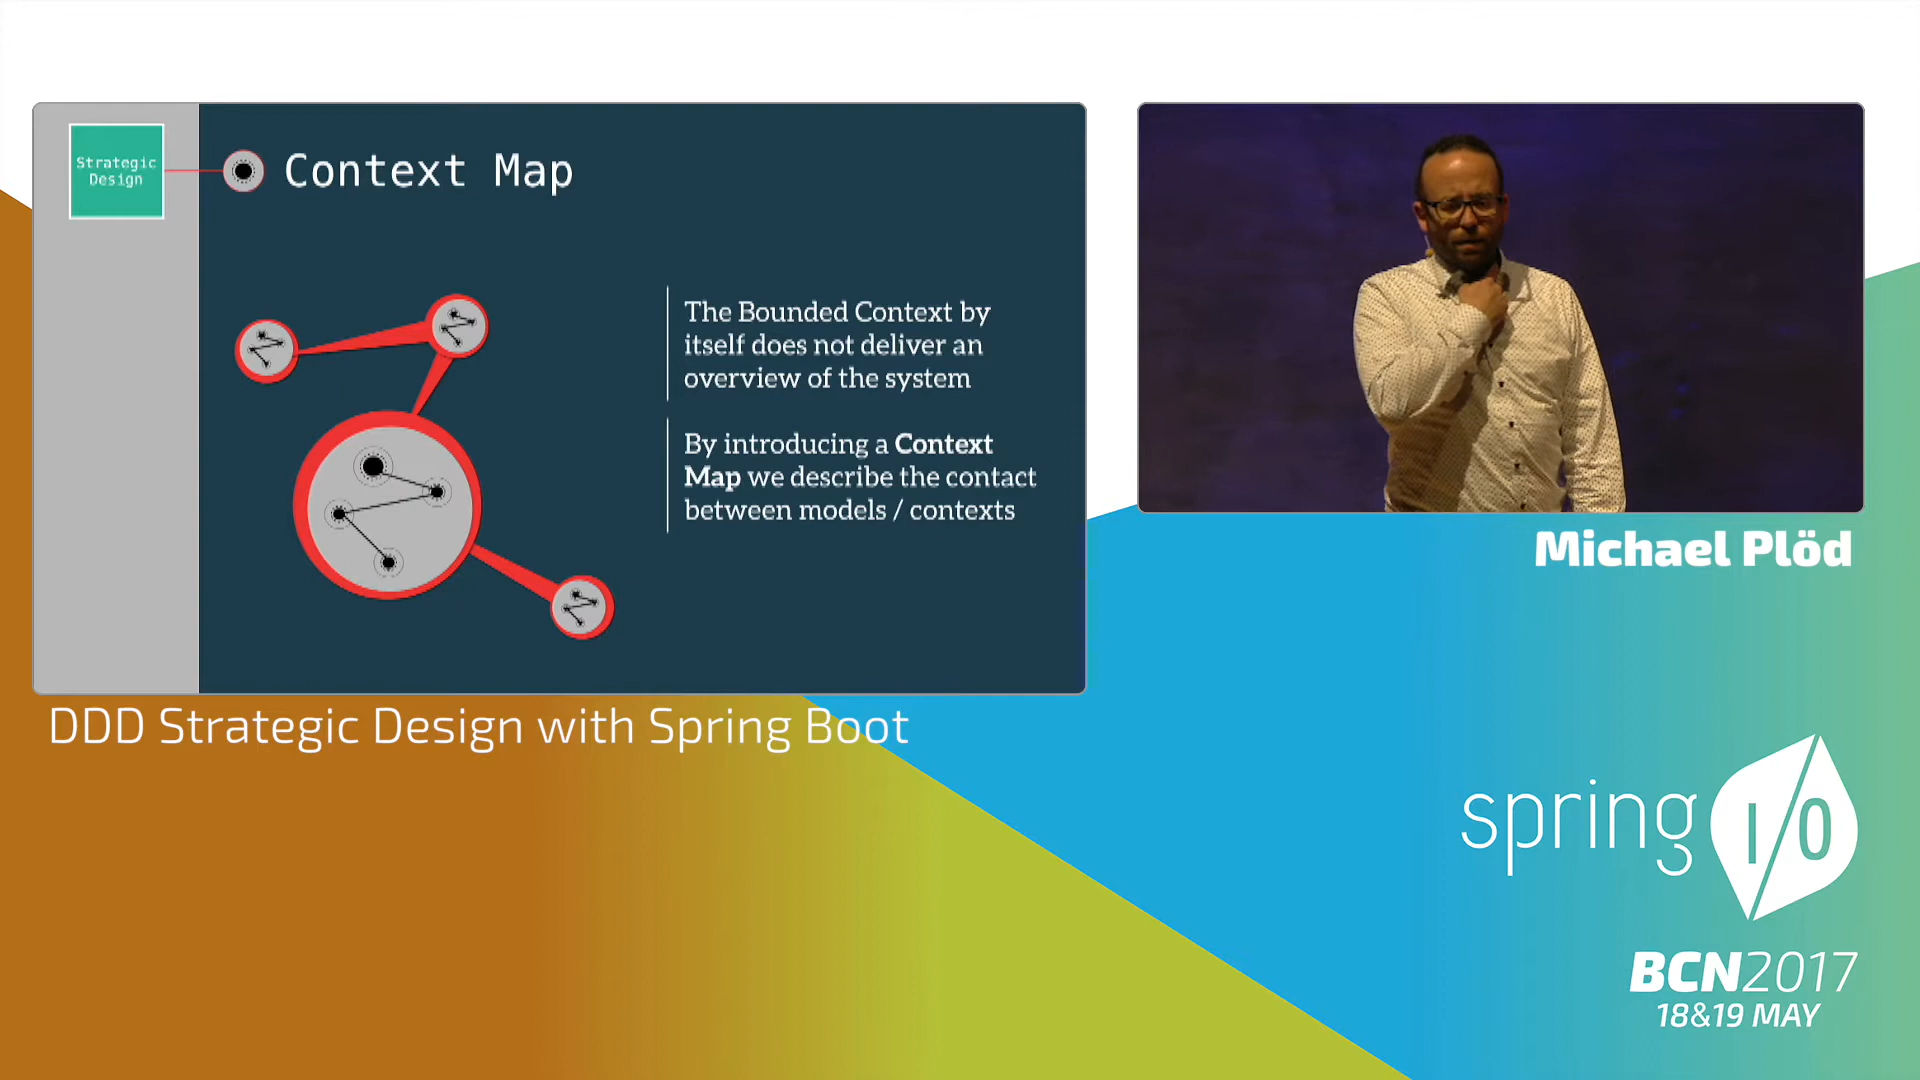 Strategic
Design
Context Map
The Bounded Context by
itself does not deliver an
overview of the system
By introducing a Context
Map we describe the contact
between models / contexts
Michael Plöd
DDD Strategic Design with Spring Boot
spring I/O
BCN2017
18&19 MAY